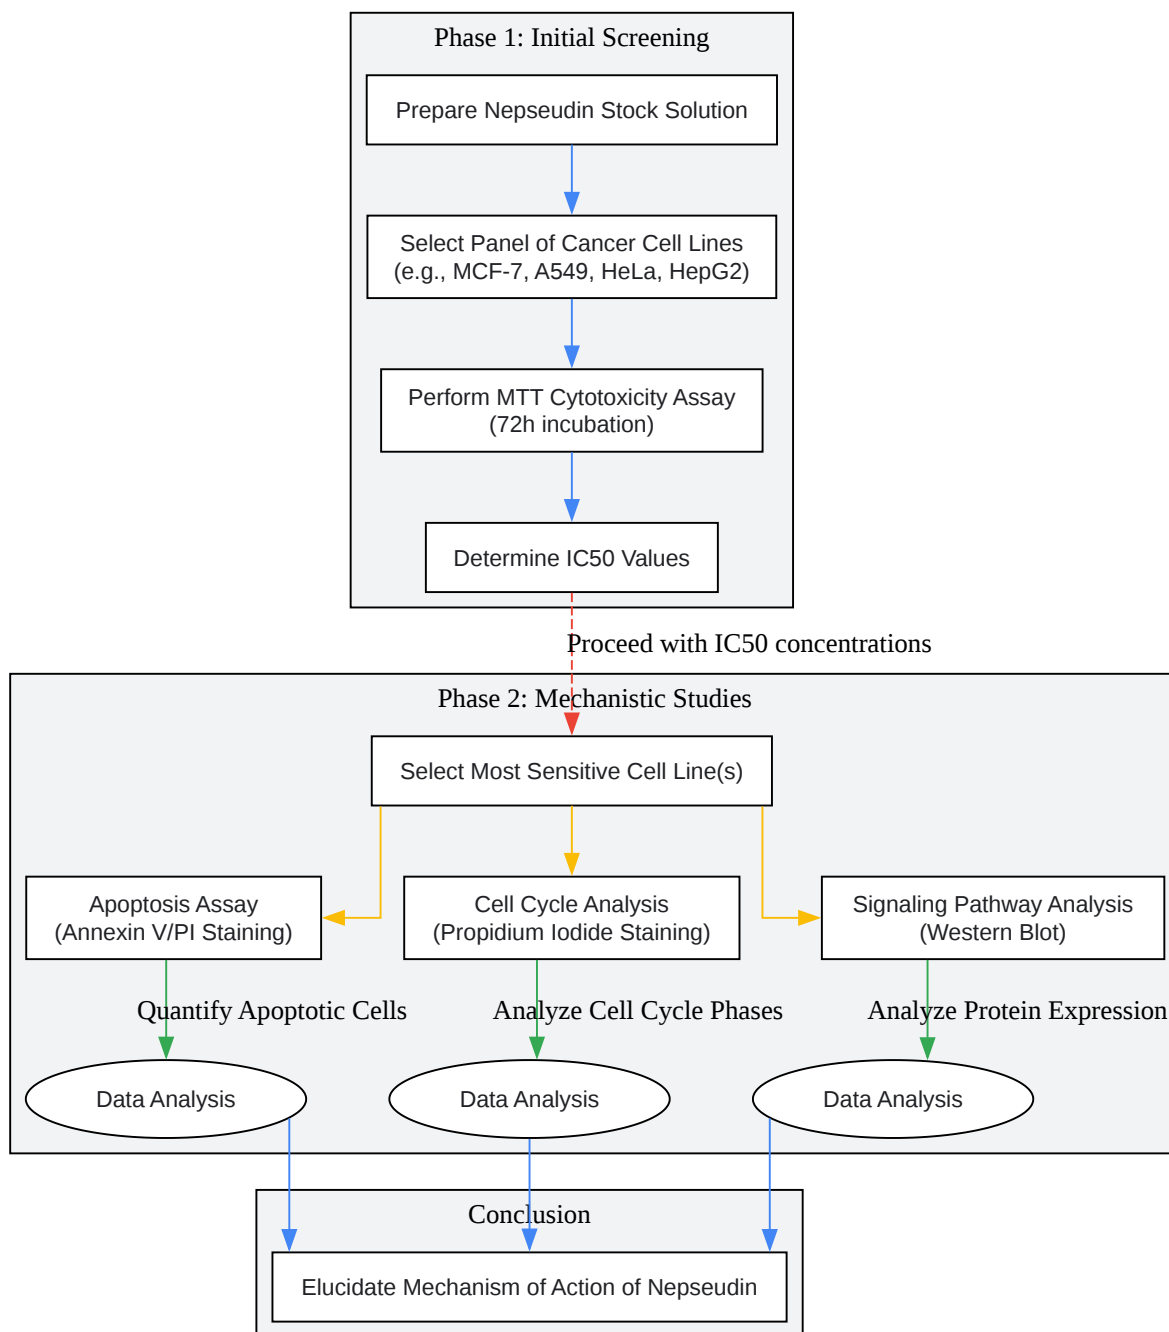 Phase 1: Initial Screening
Prepare Nepseudin Stock Solution
Select Panel of Cancer Cell Lines
(e.g., MCF-7, A549, HeLa, HepG2)
Perform MTT Cytotoxicity Assay
(72h incubation)
Determine IC50 Values
Proceed with IC50 concentrations
Phase 2: Mechanistic Studies
Select Most Sensitive Cell Line(s)
Apoptosis Assay
(Annexin V/PI Staining)
Cell Cycle Analysis
(Propidium Iodide Staining)
Signaling Pathway Analysis
(Western Blot)
Quantify Apoptotic Cells
Analyze Cell Cycle Phases
Analyze Protein Expression
Data Analysis
Data Analysis
Data Analysis
Conclusion
Elucidate Mechanism of Action of Nepseudin